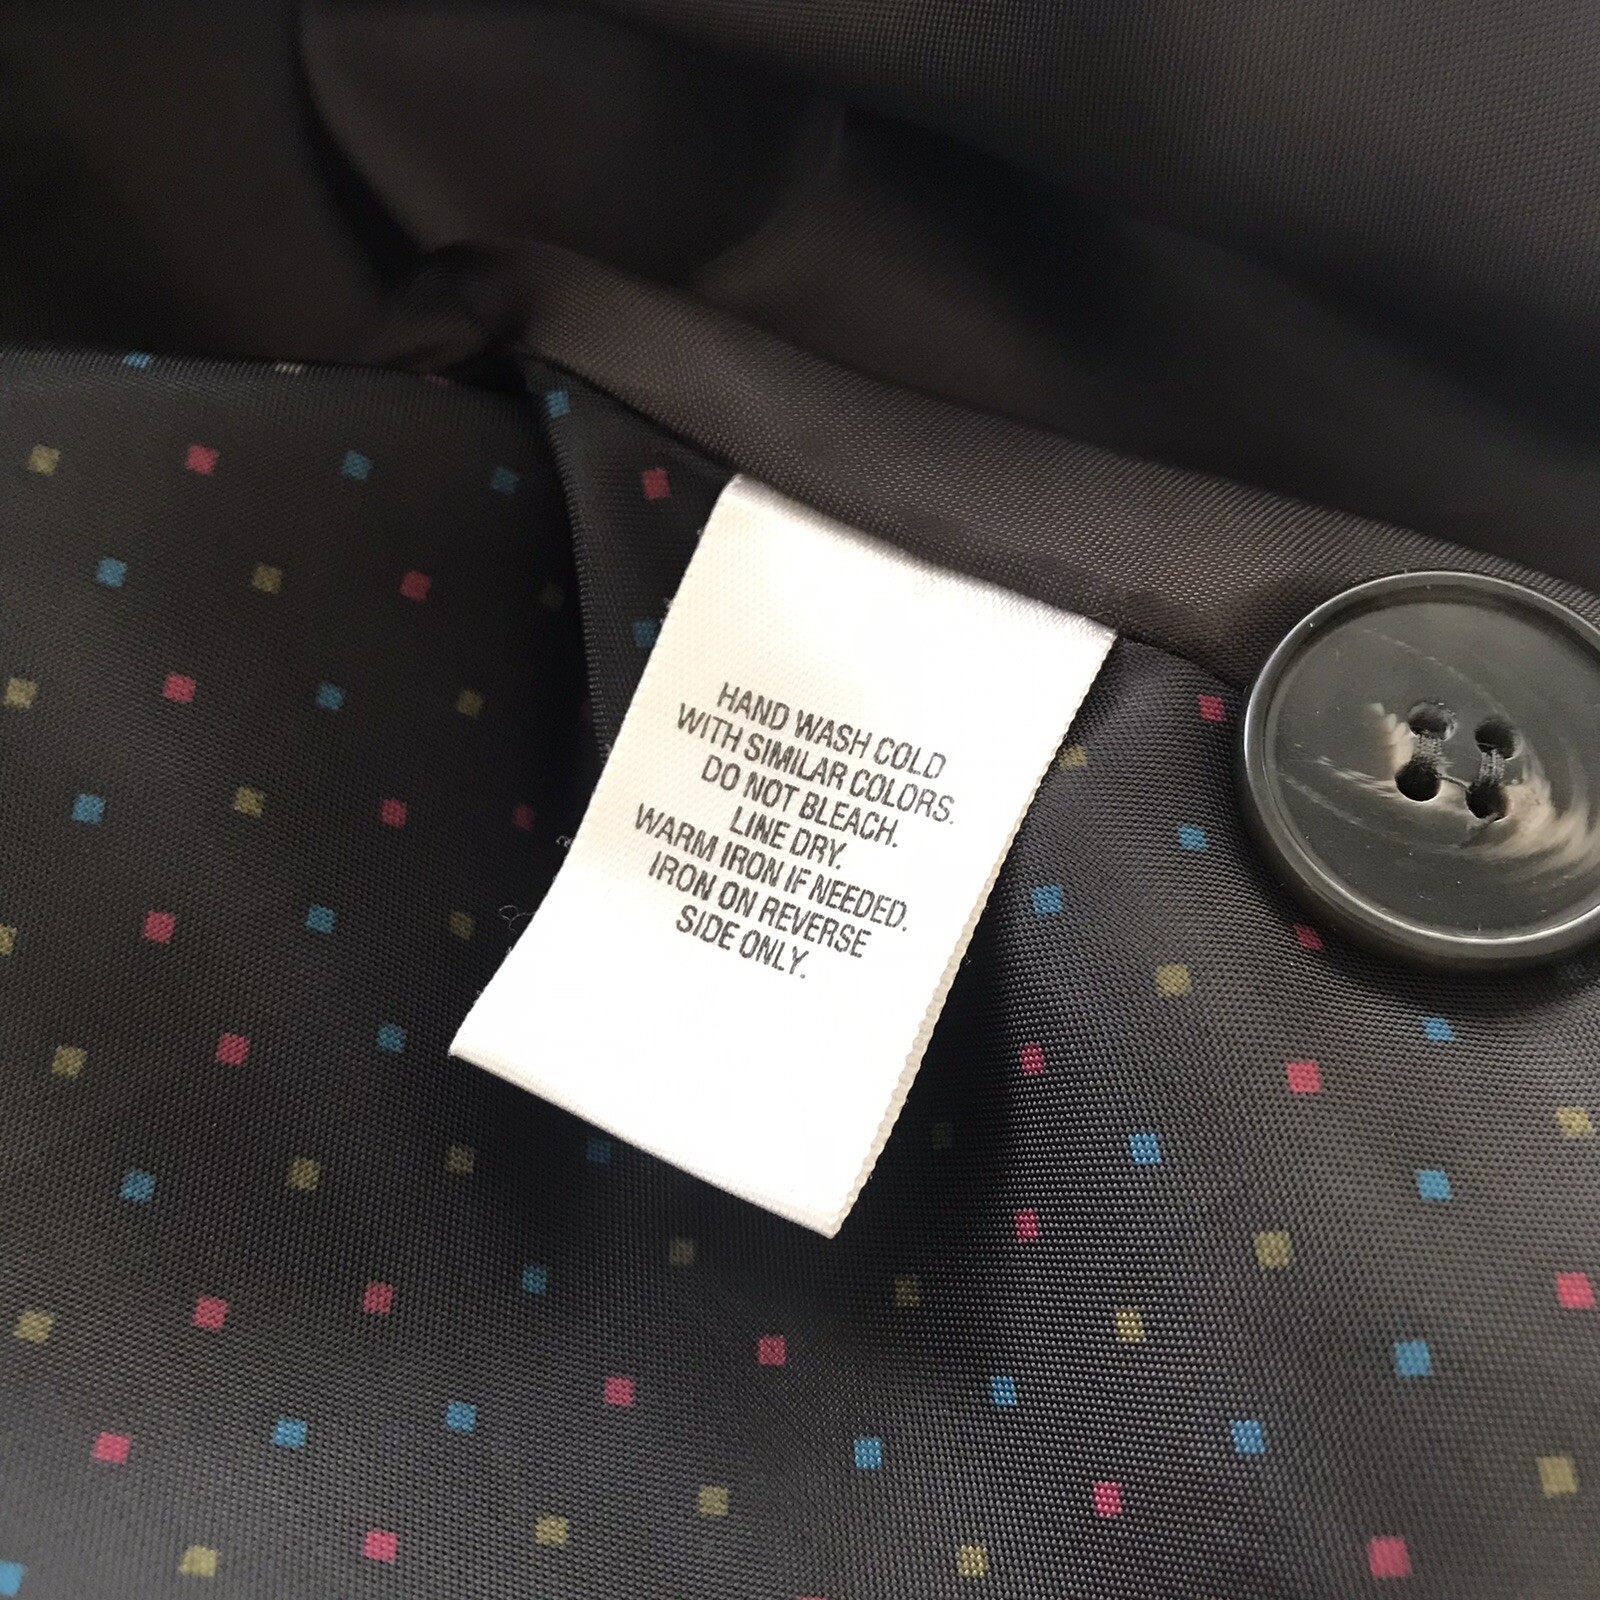 HAND WASH COLD
WITH SIMILAR COLORS.
DO NOT BLEACH.
LINE DRY.
WARM IRON IF NEEDED.
IRON ON REVERSE
SIDE ONLY.